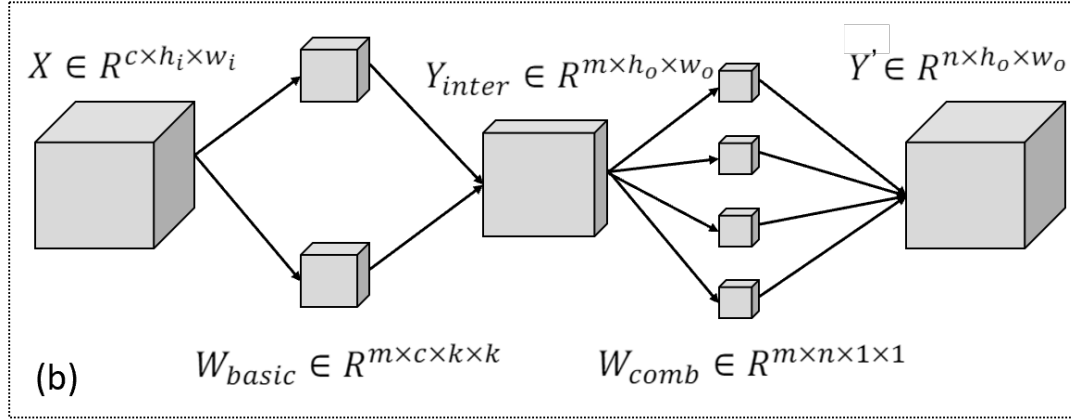 X ∈ R^{c×h_i×w_i}
Y_{inter} ∈ R^{m×h_o×w_o}
Y' ∈ R^{n×h_o×w_o}
W_{basic} ∈ R^{m×c×k×k}
W_{comb} ∈ R^{m×n×1×1}
(b)